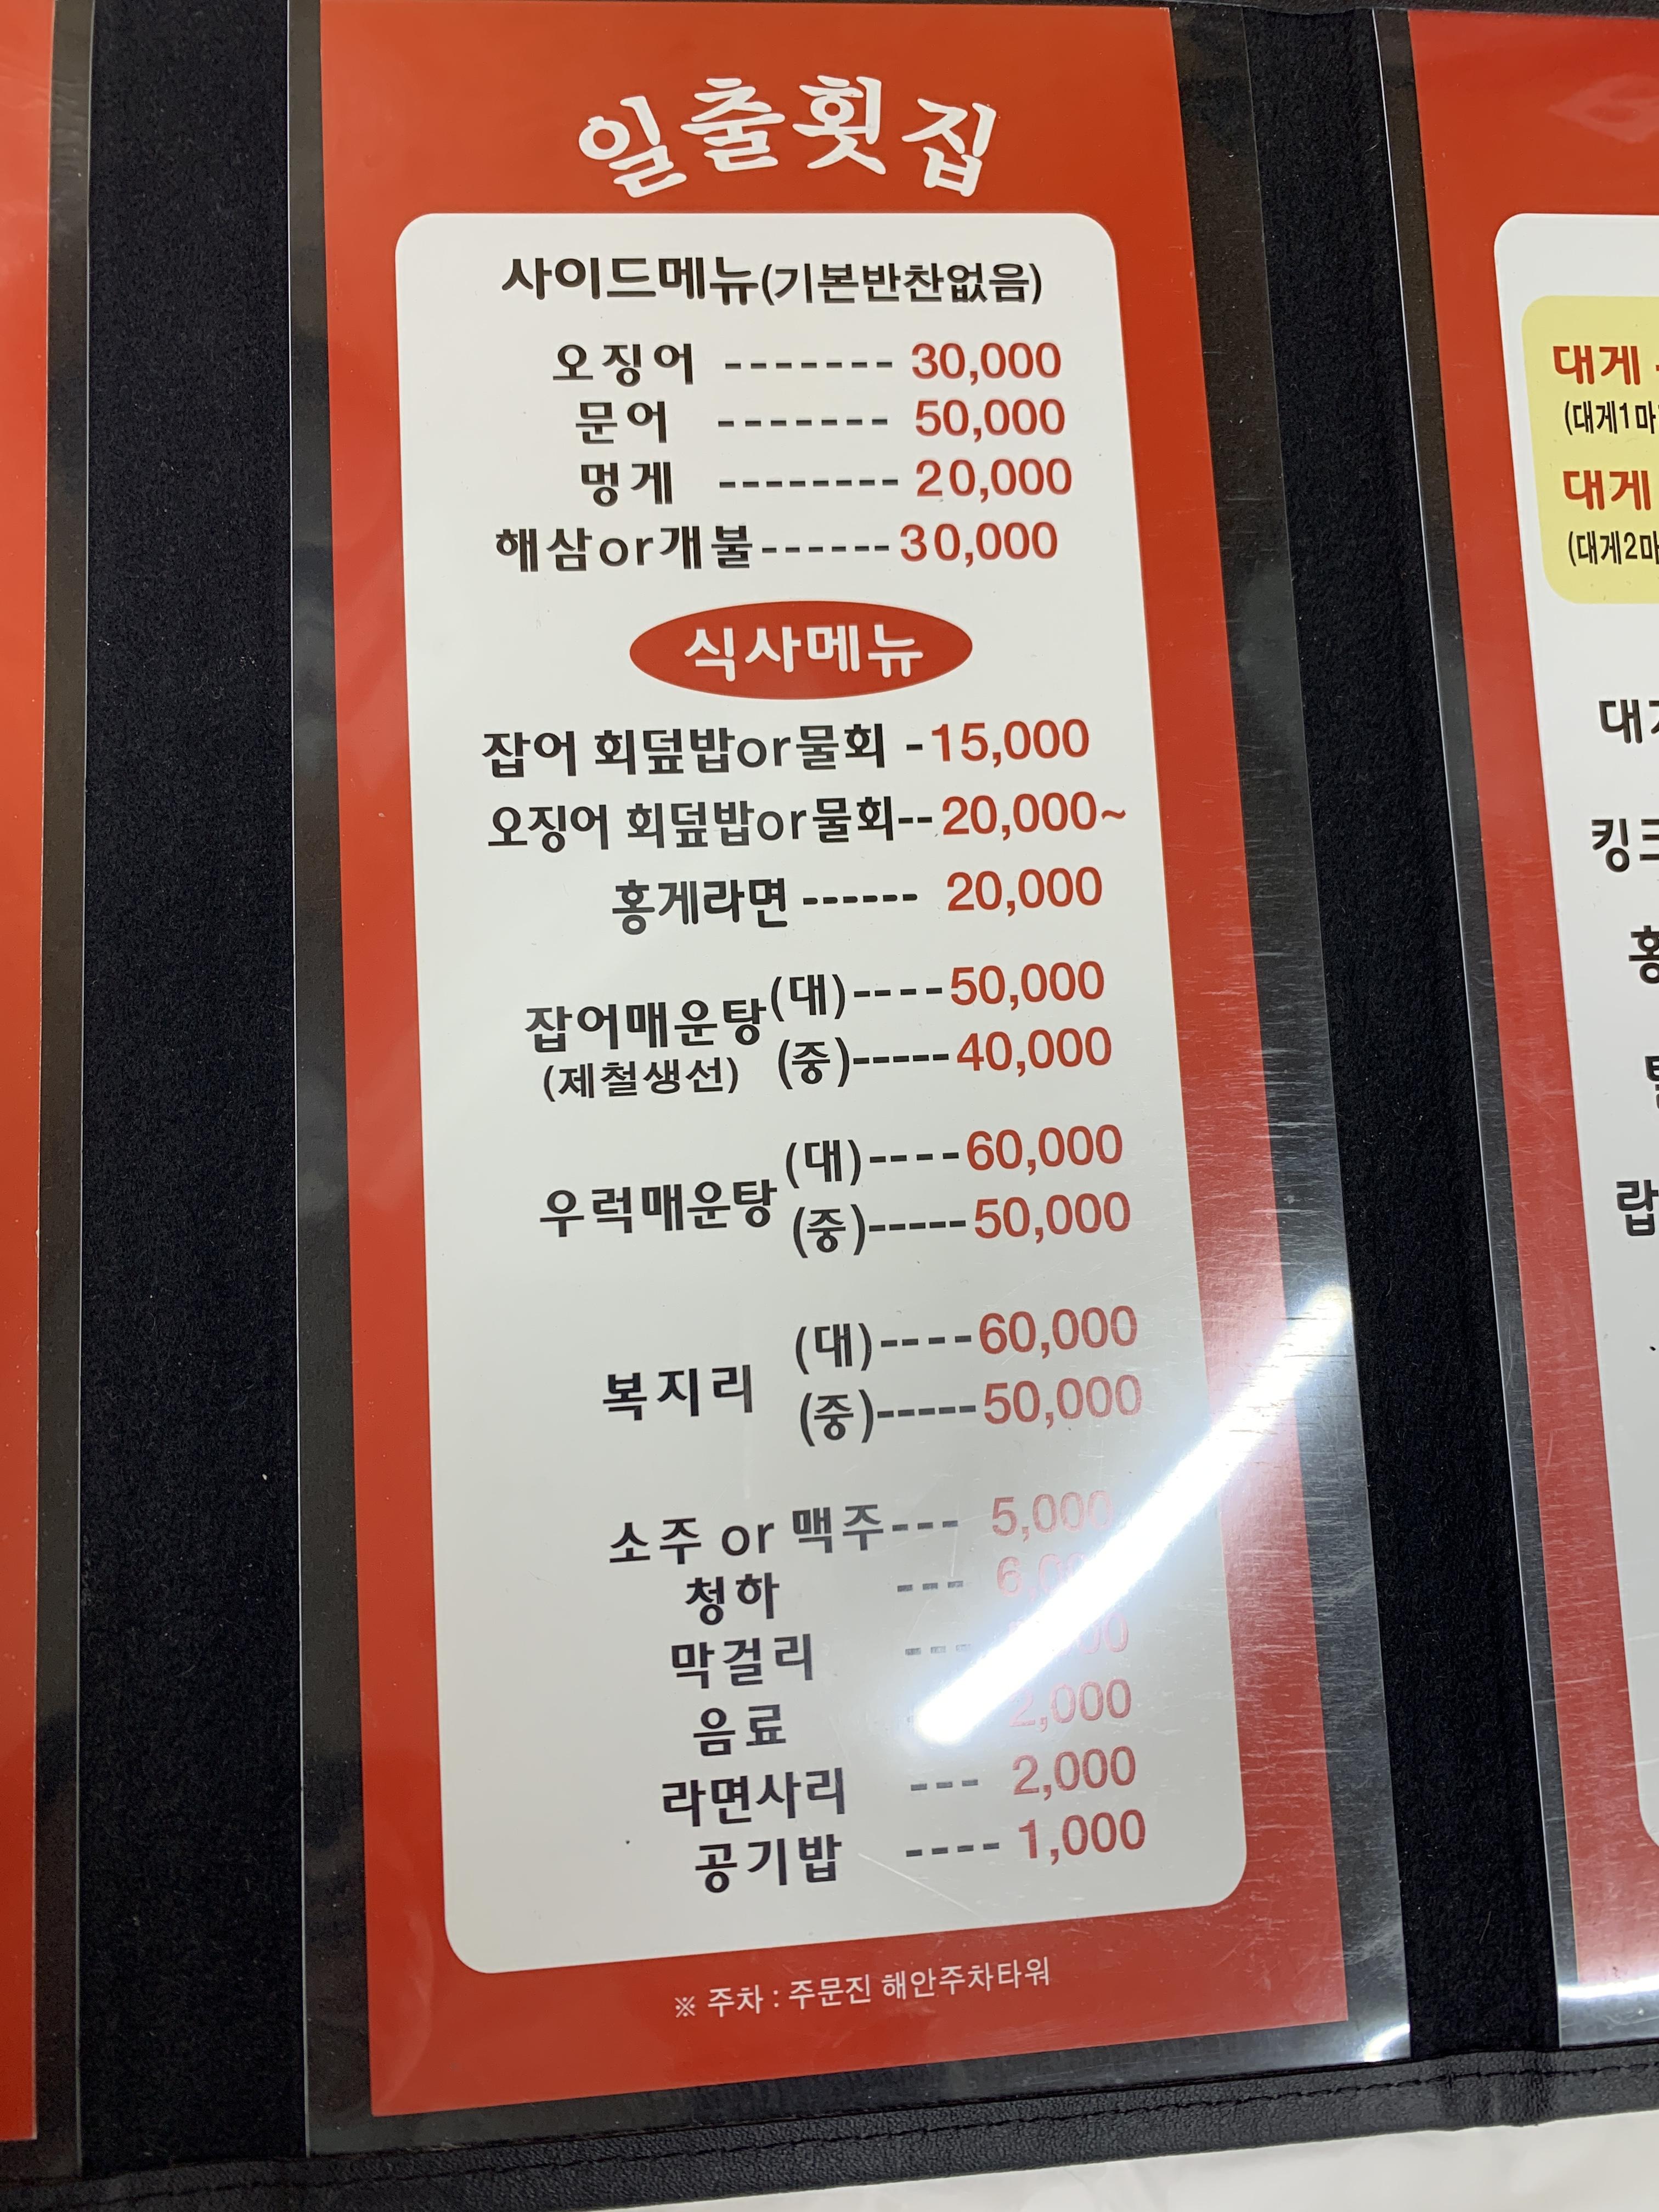 일출횟집
사이드메뉴(기본반찬없음)
오징어 ------- 30,000
문어 ------- 50,000
멍게 -------- 20,000
해삼or개불------30,000
식사메뉴
잡어 회덮밥or물회 -15,000
오징어 회덮밥or물회--20,000~
홍게라면 ------ 20,000
잡어매운탕(대)----50,000
(제철생선) (중)-----40,000
우럭매운탕(대)----60,000
(중)-----50,000
복지리 (대)----60,000
(중)-----50,000
소주 or 맥주--- 5,000
청하 ---
막걸리 ---
음료 - 2,000
라면사리 --- 2,000
공기밥 ---- 1,000
※ 주차 : 주문진 해안주차타워
대게
(대게1마
대게
(대게2마